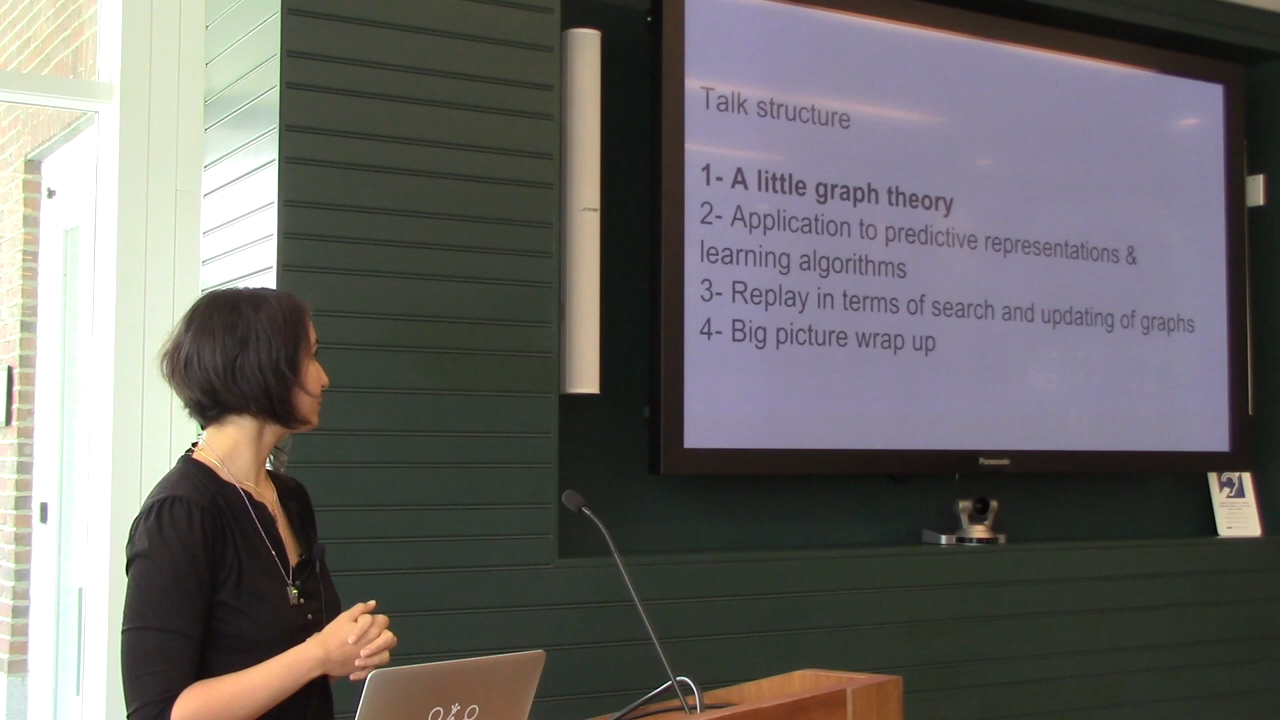 Talk structure
1- A little graph theory
2- Application to predictive representations &
learning algorithms
3- Replay in terms of search and updating of graphs
4- Big picture wrap up
Panasonic